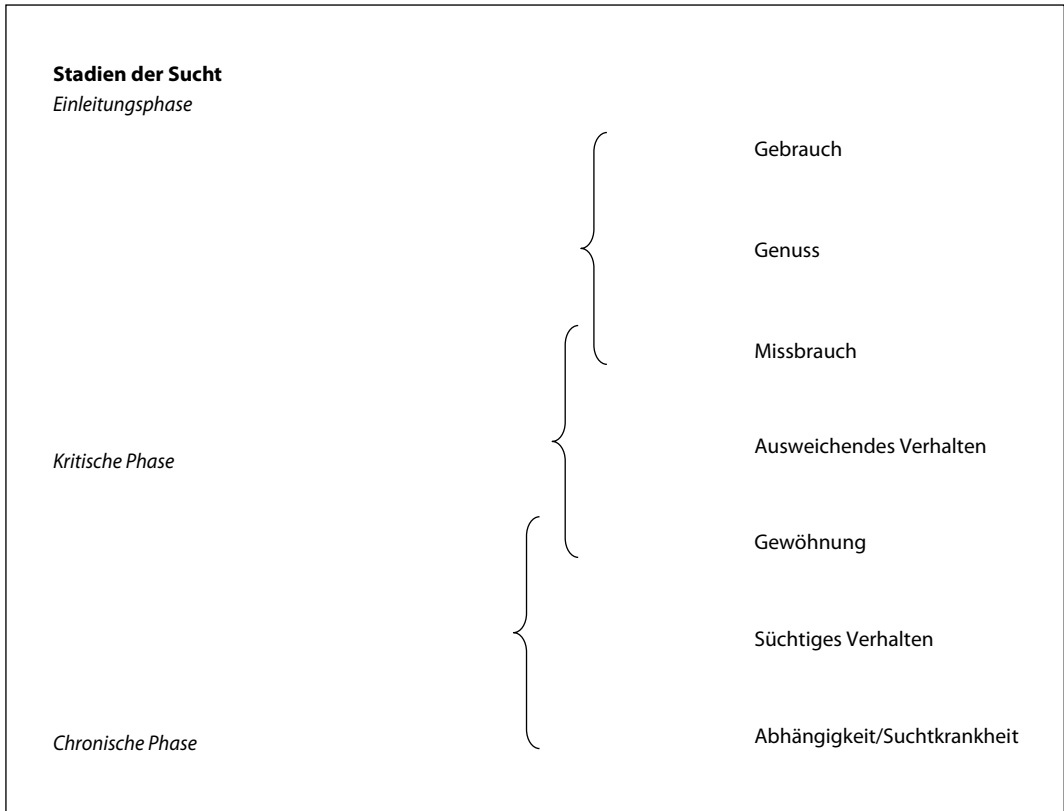 Stadien der Sucht
Einleitungsphase
Gebrauch
Genuss
Missbrauch
Kritische Phase
Ausweichendes Verhalten
Gewöhnung
Süchtiges Verhalten
Chronische Phase
Abhängigkeit/Suchtkrankheit